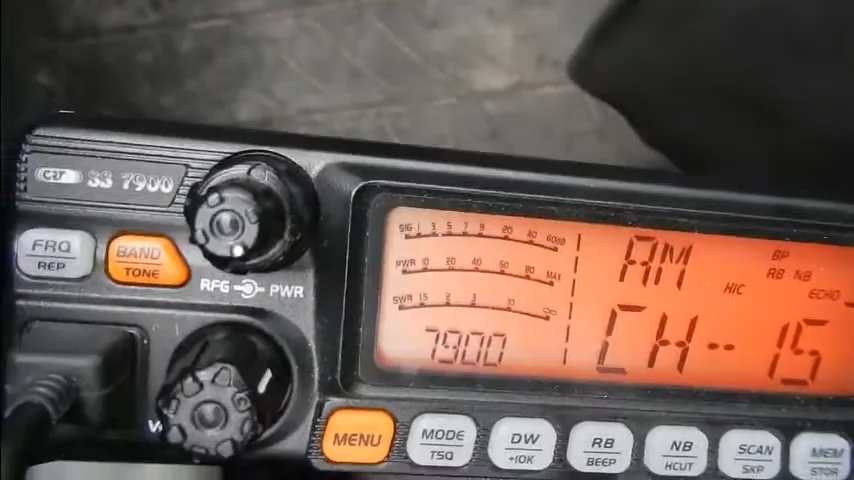 CRT SS 7900
FRQ
REP
BAND
TONE
RFG PWR
V
SIG 1 3 5 7 9 20 40 60dB
PWR 10 20 40 60 80 MAX
SWR 1.5 2 3 10 ∞
7900
AM
BP
RB NB
HIC
ECHO
CH-- 15
MENU
MODE
TSQ
DW
+10K
RB
BEEP
NB
HCUT
SCAN
SKP
MEM
STOR